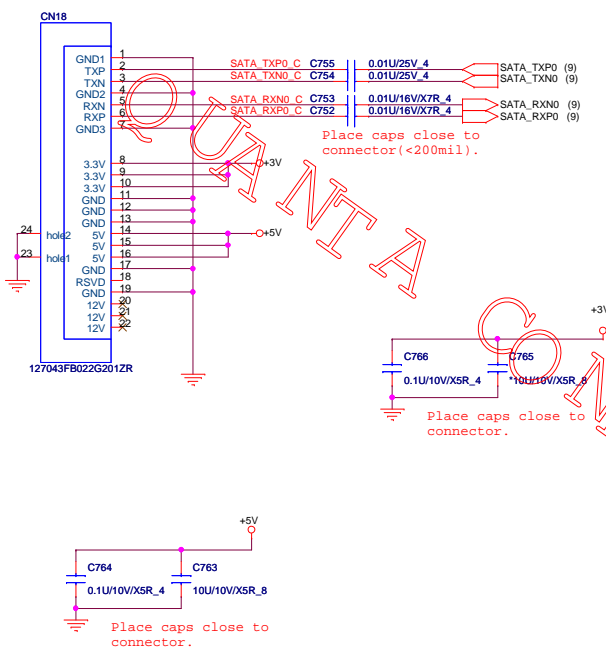 CN18
GND1 1
TXP 2 SATA_TXP0_C C755 0.01U/25V_4 SATA_TXP0 (9)
TXN 3 SATA_TXN0_C C754 0.01U/25V_4 SATA_TXN0 (9)
GND2 4
RXN 5 SATA_RXN0_C C753 0.01U/16V/X7R_4 SATA_RXN0 (9)
RXP 6 SATA_RXP0_C C752 0.01U/16V/X7R_4 SATA_RXP0 (9)
GND3 7
Place caps close to
connector(<200mil).
3.3V 8 +3V
3.3V 9
3.3V 10
GND 11
GND 12
GND 13
24 hole2 5V 14 +5V
5V 15
23 hole1 5V 16
GND 17
RSVD 18
GND 19
12V 20
12V 21
12V 22
127043FB022G201ZR
QUANTA
COM
+3V
C766 C765
0.1U/10V/X5R_4 *10U/10V/X5R_8
Place caps close to
connector.
+5V
C764 C763
0.1U/10V/X5R_4 10U/10V/X5R_8
Place caps close to
connector.